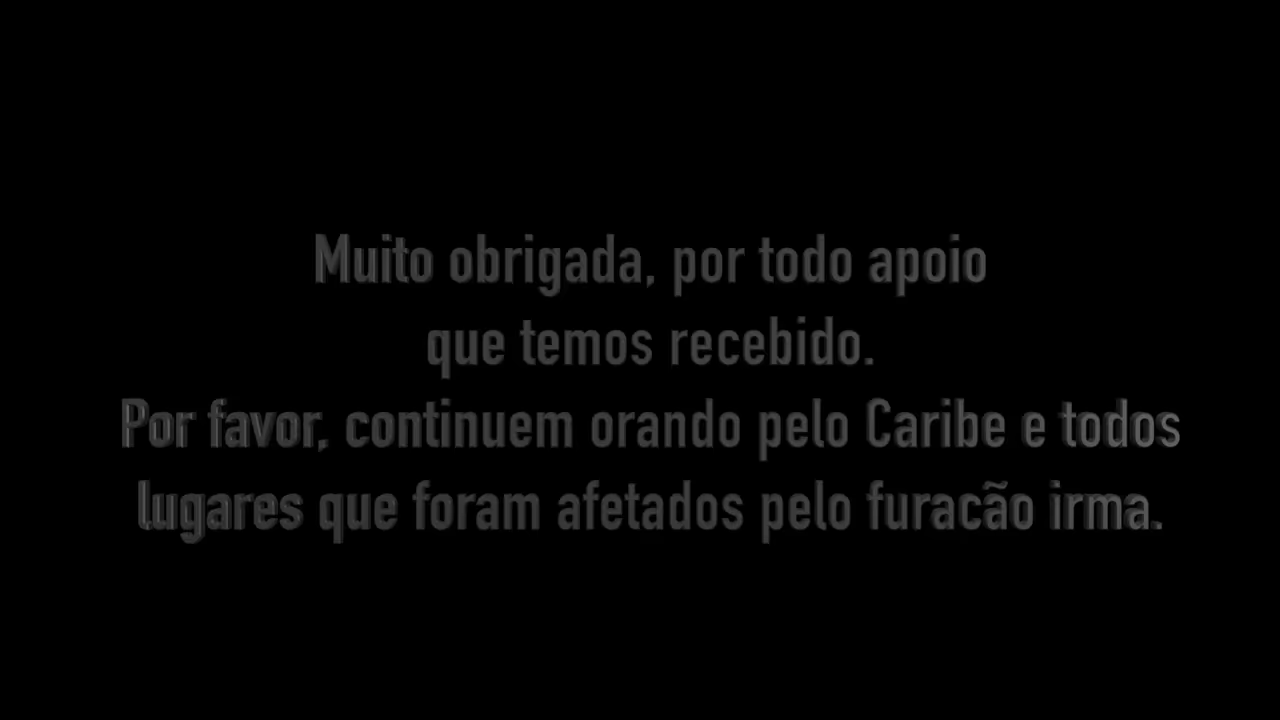 Muito obrigada, por todo apoio
que temos recebido.
Por favor, continuem orando pelo Caribe e todos
lugares que foram afetados pelo furacão irma.